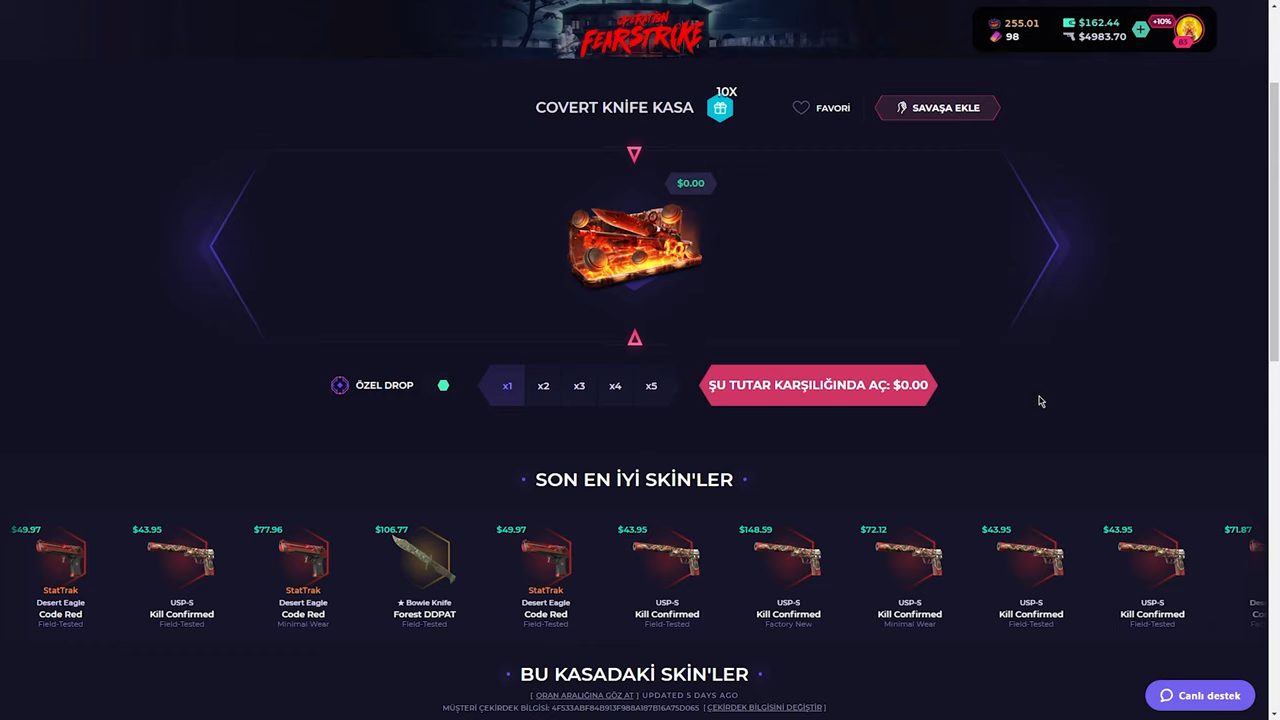 OPERATION
FEARSTRIKE
255.01
$162.44
+10%
98
$4983.70
83
10X
COVERT KNİFE KASA
FAVORİ
SAVAŞA EKLE
$0.00
ÖZEL DROP
x1
x2
x3
x4
x5
ŞU TUTAR KARŞILIĞINDA AÇ: $0.00
SON EN İYİ SKİN'LER
$49.97
$43.95
$77.96
$106.77
$49.97
$43.95
$148.59
$72.12
$43.95
$43.95
$71.87
StatTrak
StatTrak
StatTrak
Desert Eagle
USP-S
Desert Eagle
★ Bowie Knife
Desert Eagle
USP-S
USP-S
USP-S
USP-S
USP-S
Code Red
Kill Confirmed
Code Red
Forest DDPAT
Code Red
Kill Confirmed
Kill Confirmed
Kill Confirmed
Kill Confirmed
Kill Confirmed
Field-Tested
Field-Tested
Minimal Wear
Field-Tested
Field-Tested
Field-Tested
Factory New
Minimal Wear
Field-Tested
Field-Tested
BU KASADAKİ SKİN'LER
[ ORAN ARALIĞINA GÖZ AT ] UPDATED 5 DAYS AGO
MÜŞTERİ ÇEKİRDEK BİLGİSİ: 4F533ABF84B913F988A187B16A75D065 [ ÇEKİRDEK BİLGİSİNİ DEĞİŞTİR ]
Canlı destek